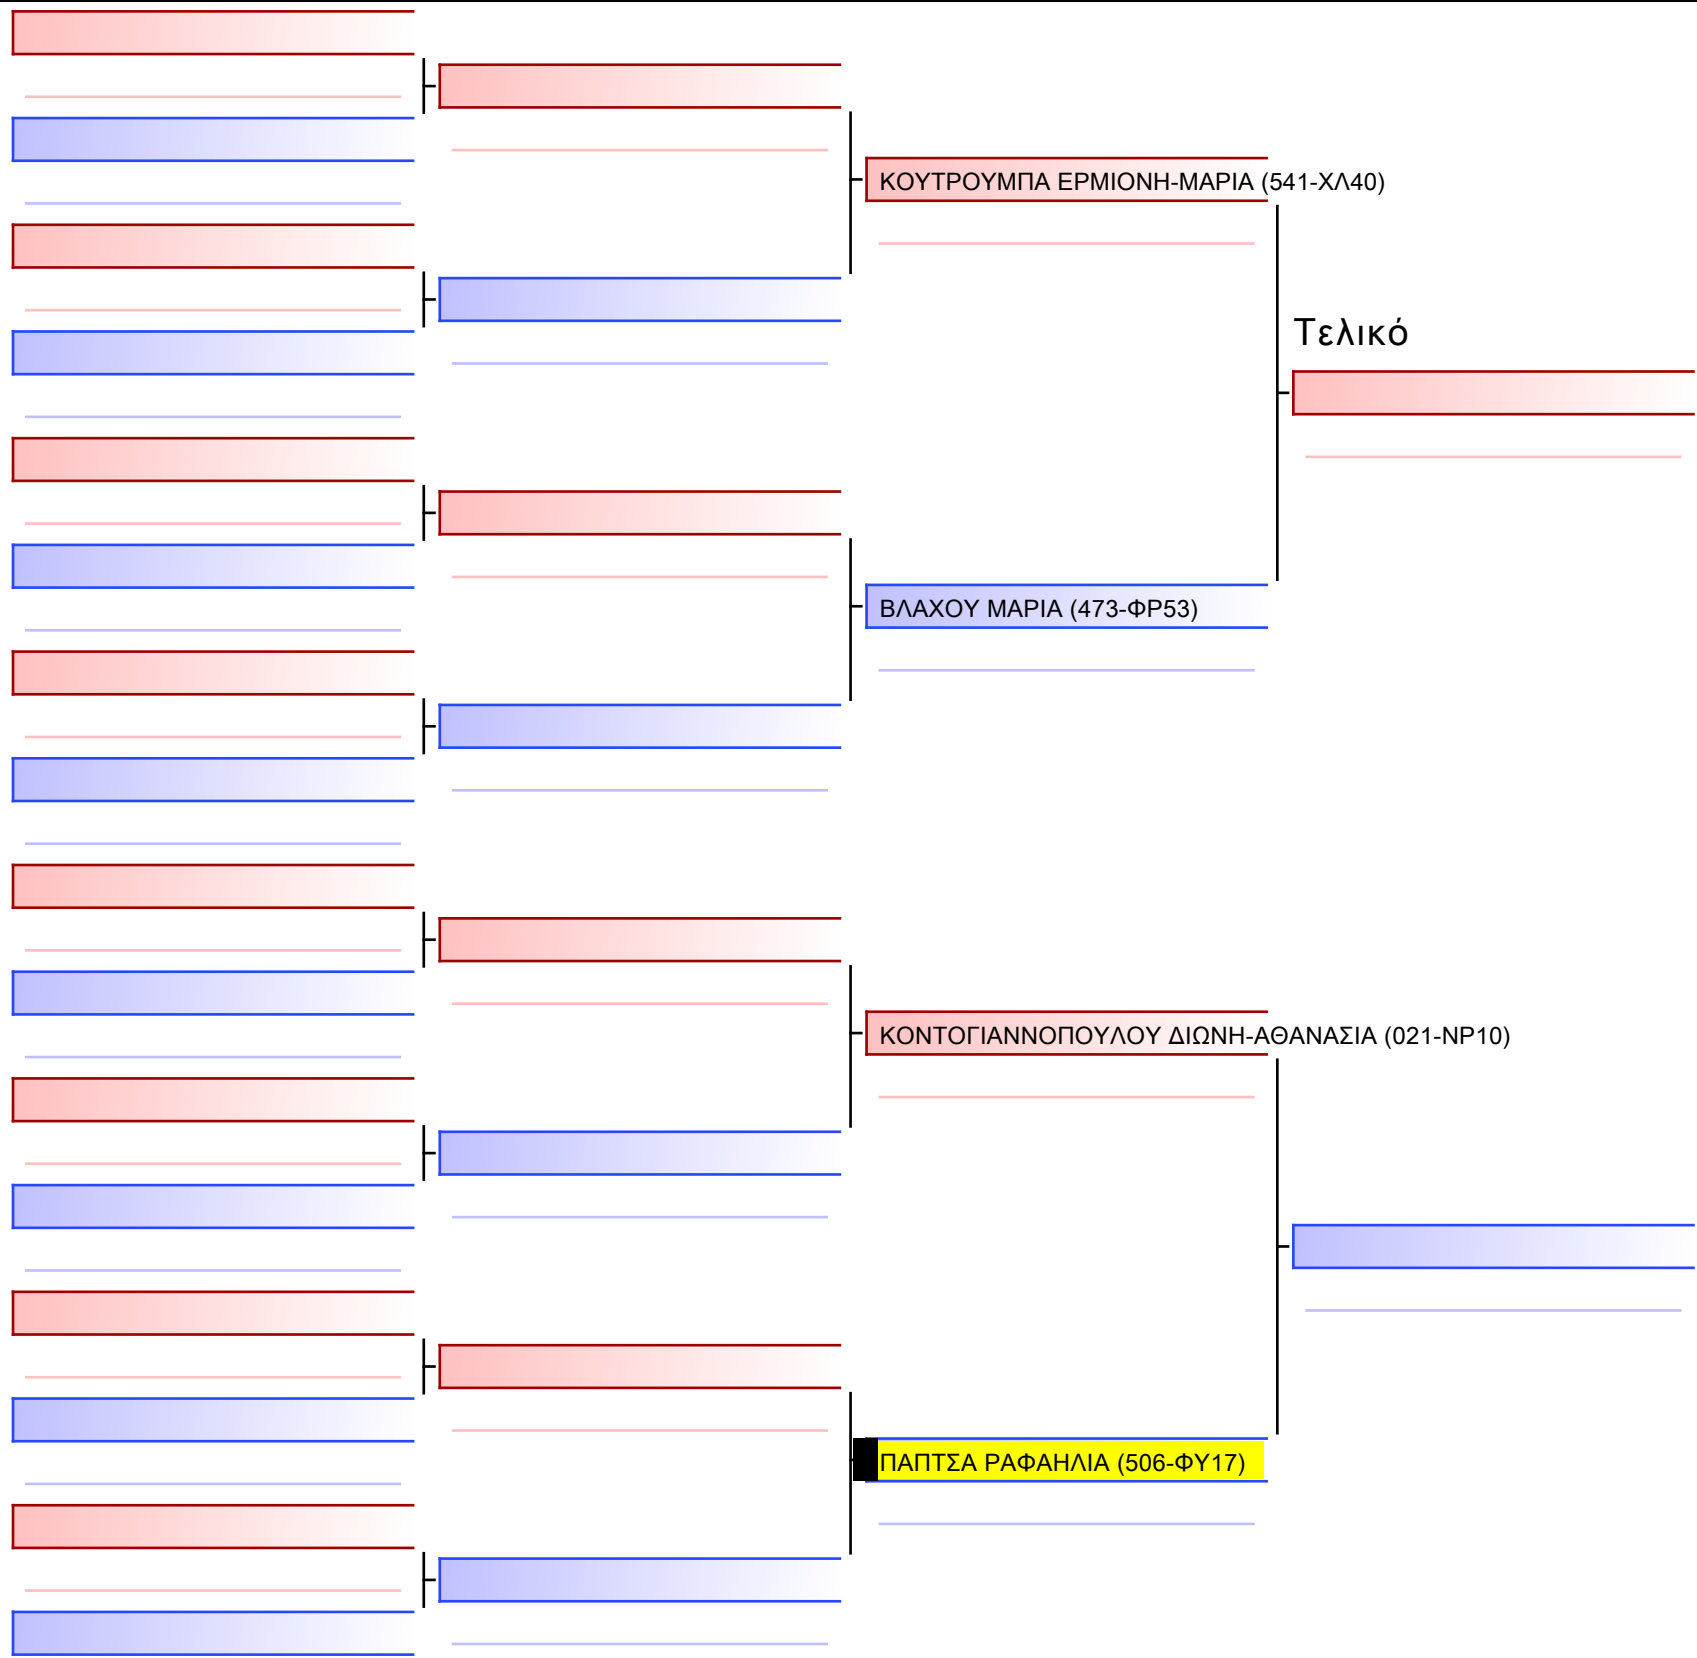 ΚΟΥΤΡΟΥΜΠΑ ΕΡΜΙΟΝΗ-ΜΑΡΙΑ (541-ΧΛ40)
Τελικό
ΒΛΑΧΟΥ ΜΑΡΙΑ (473-ΦΡ53)
ΚΟΝΤΟΓΙΑΝΝΟΠΟΥΛΟΥ ΔΙΩΝΗ-ΑΘΑΝΑΣΙΑ (021-ΝΡ10)
ΠΑΠΤΣΑ ΡΑΦΑΗΛΙΑ (506-ΦΥ17)